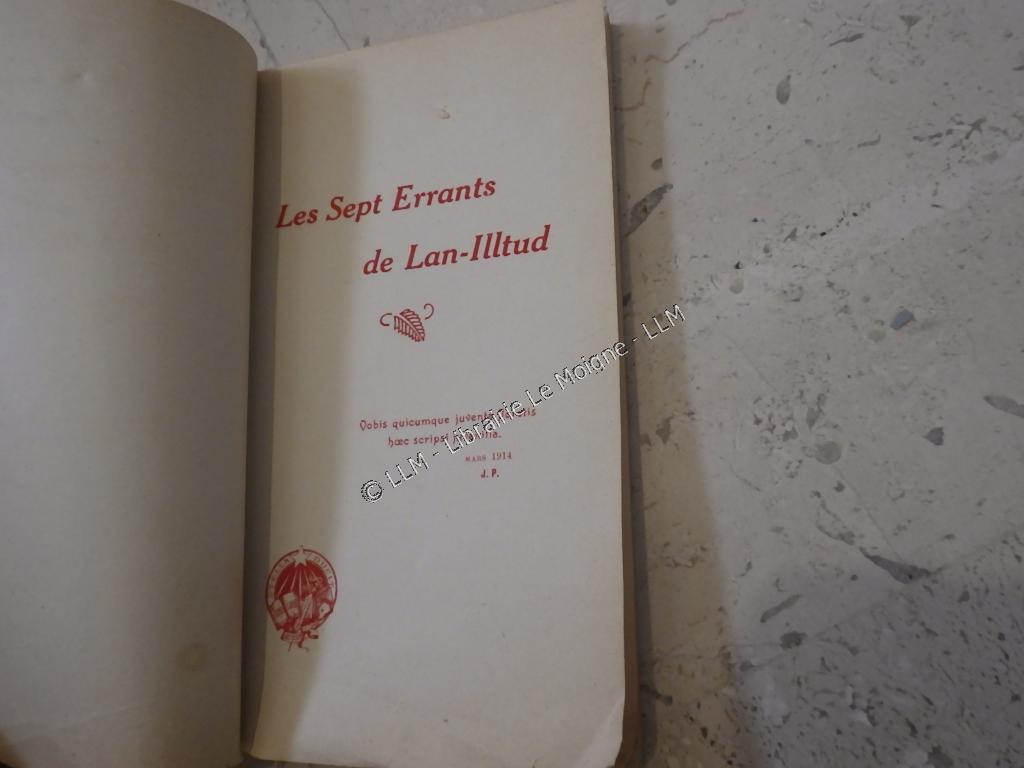 Les Sept Errants
de Lan-Illtud
Vobis quicumque
hæc
MARS 1914
J. P.
© LLM - Librairie Le Moigne - LLM